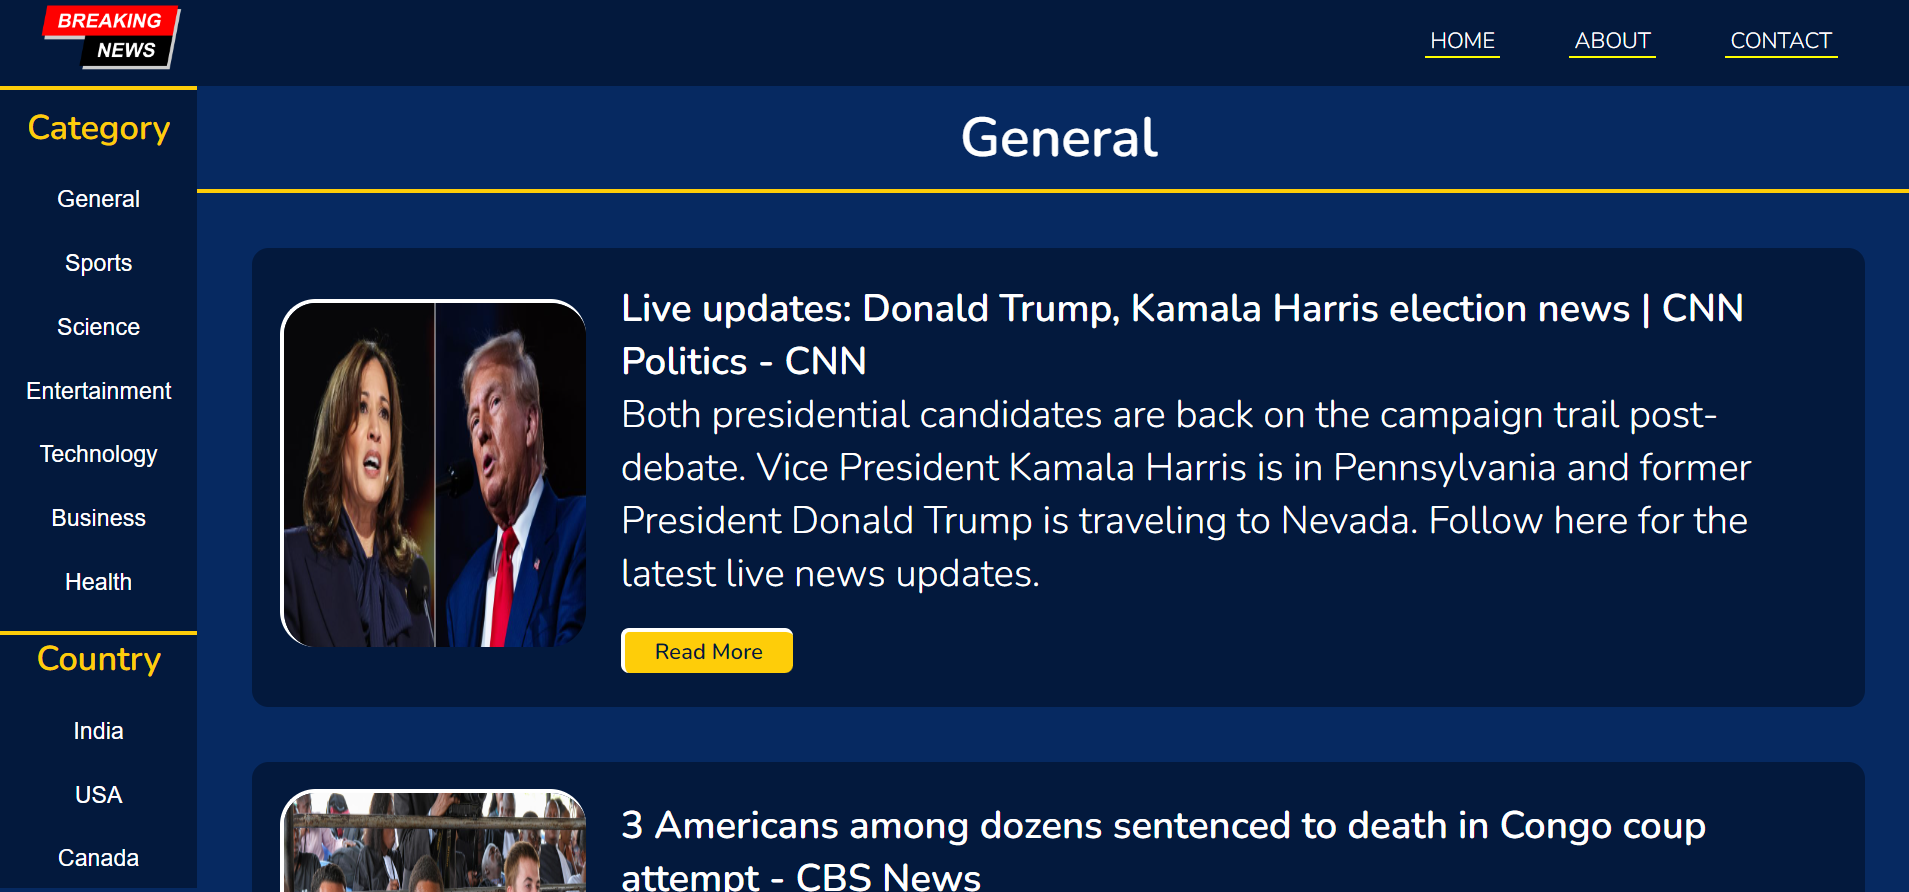 BREAKING
NEWS
HOME
ABOUT
CONTACT
Category
General
Sports
Science
Entertainment
Technology
Business
Health
Country
India
USA
Canada
General
Live updates: Donald Trump, Kamala Harris election news | CNN
Politics - CNN
Both presidential candidates are back on the campaign trail post-
debate. Vice President Kamala Harris is in Pennsylvania and former
President Donald Trump is traveling to Nevada. Follow here for the
latest live news updates.
Read More
3 Americans among dozens sentenced to death in Congo coup
attempt - CBS News